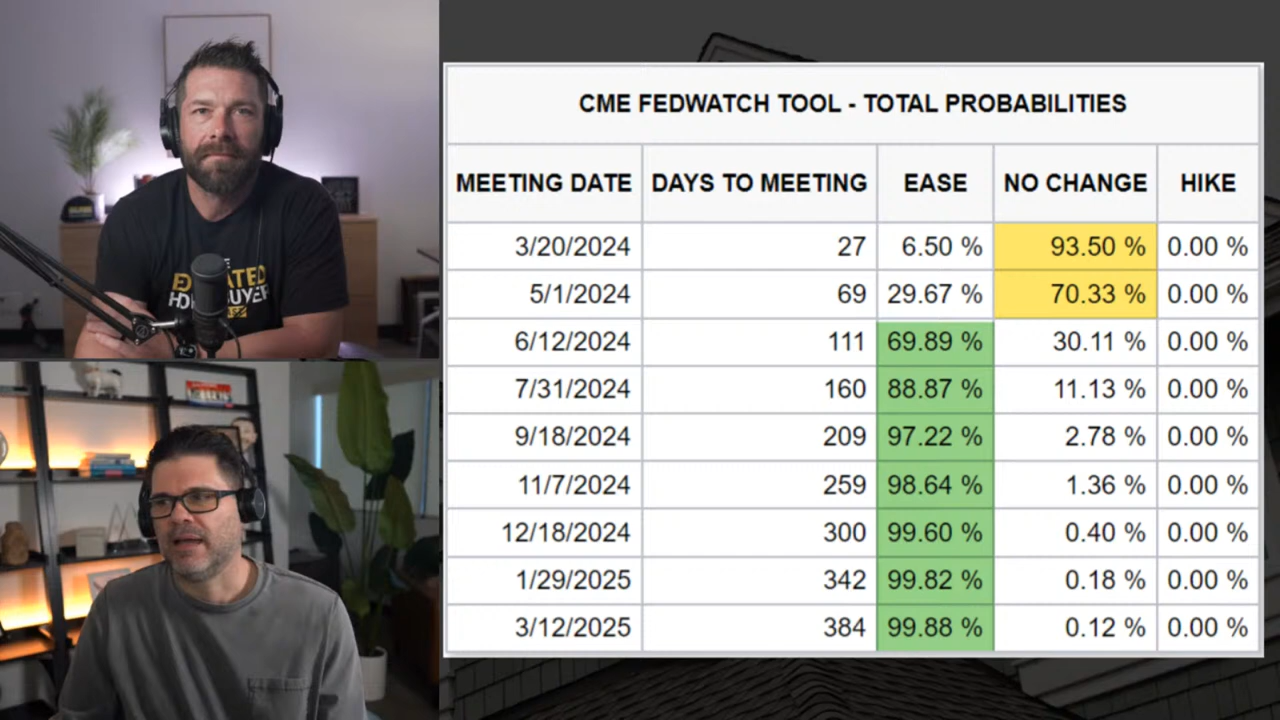 CME FEDWATCH TOOL - TOTAL PROBABILITIES
MEETING DATE DAYS TO MEETING EASE NO CHANGE HIKE
3/20/2024 27 6.50 % 93.50 % 0.00 %
5/1/2024 69 29.67 % 70.33 % 0.00 %
6/12/2024 111 69.89 % 30.11 % 0.00 %
7/31/2024 160 88.87 % 11.13 % 0.00 %
9/18/2024 209 97.22 % 2.78 % 0.00 %
11/7/2024 259 98.64 % 1.36 % 0.00 %
12/18/2024 300 99.60 % 0.40 % 0.00 %
1/29/2025 342 99.82 % 0.18 % 0.00 %
3/12/2025 384 99.88 % 0.12 % 0.00 %